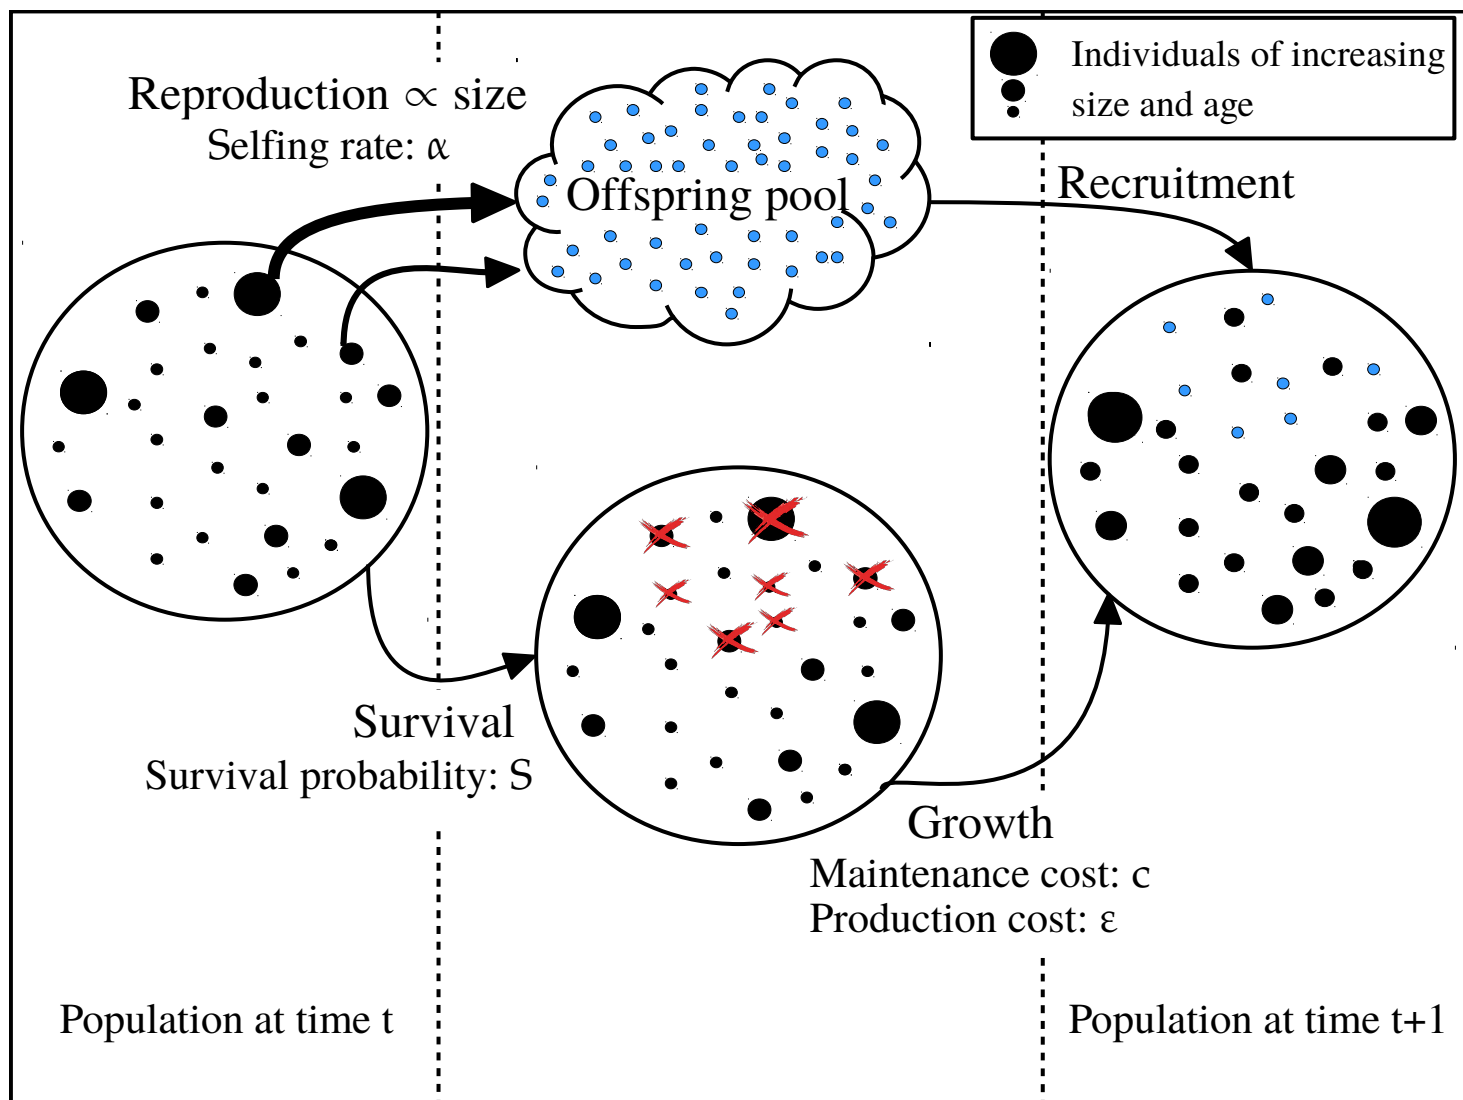 Individuals of increasing
size and age
Reproduction ∝ size
Selfing rate: α
Offspring pool
Recruitment
Survival
Survival probability: S
Growth
Maintenance cost: c
Production cost: ε
Population at time t
Population at time t+1